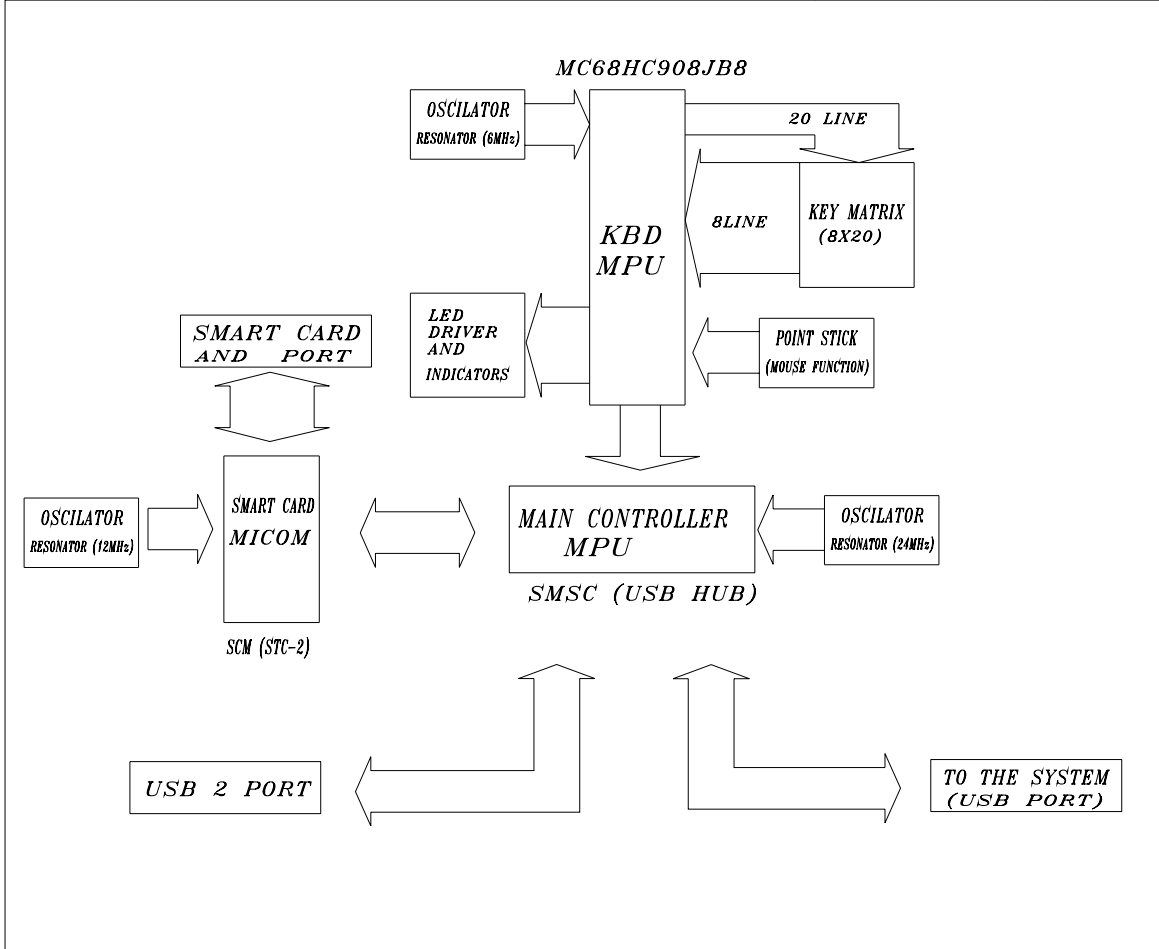 MC68HC908JB8
OSCILATOR
RESONATOR (6MHz)
20 LINE
KBD
MPU
8LINE
KEY MATRIX
(8X20)
LED
DRIVER
AND
INDICATORS
SMART CARD
AND PORT
POINT STICK
(MOUSE FUNCTION)
OSCILATOR
RESONATOR (12MHz)
SMART CARD
MICOM
SCM (STC-2)
MAIN CONTROLLER
MPU
SMSC (USB HUB)
OSCILATOR
RESONATOR (24MHz)
USB 2 PORT
TO THE SYSTEM
(USB PORT)